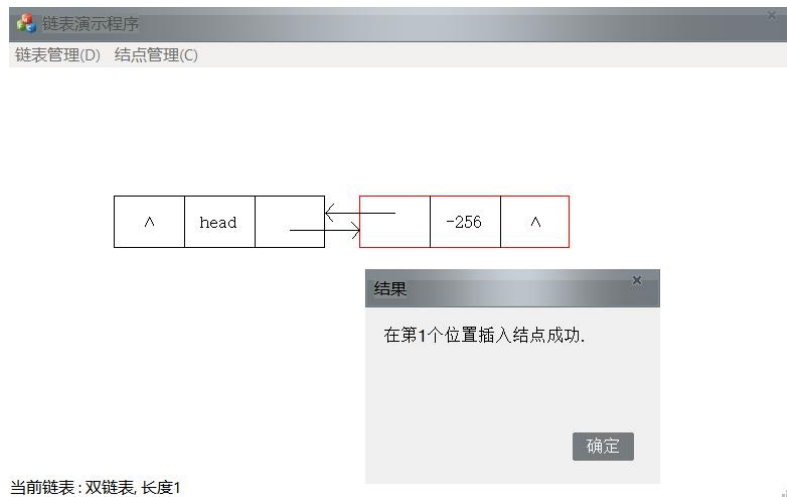 链表演示程序
链表管理(D) 结点管理(C)
∧ head -256 ∧
结果
在第1个位置插入结点成功.
确定
当前链表:双链表,长度1